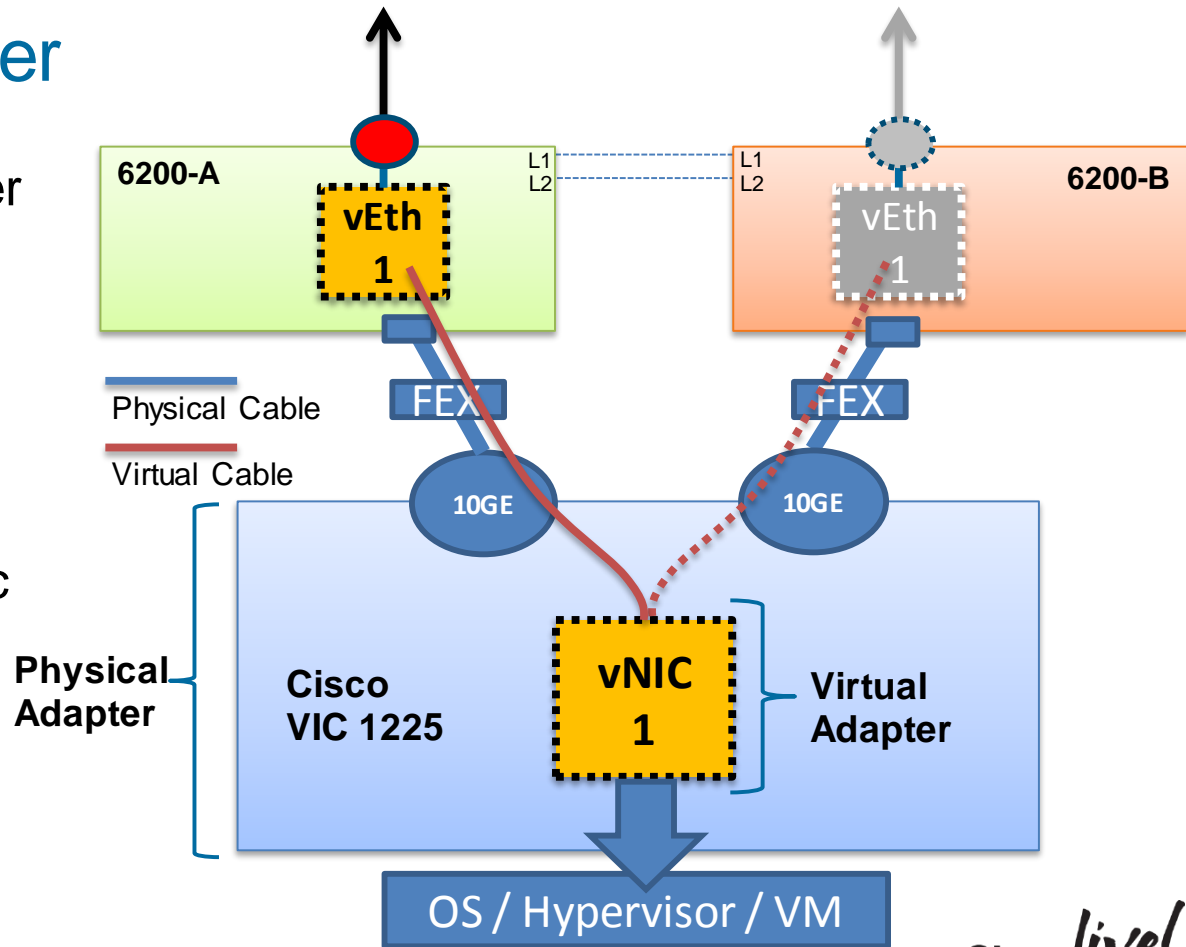 er
er
6200-A
L1
L2
L1
L2
6200-B
vEth
1
vEth
1
FEX
FEX
Physical Cable
Virtual Cable
10GE
10GE
c
Physical
Adapter
Cisco
VIC 1225
vNIC
1
Virtual
Adapter
OS / Hypervisor / VM
live!